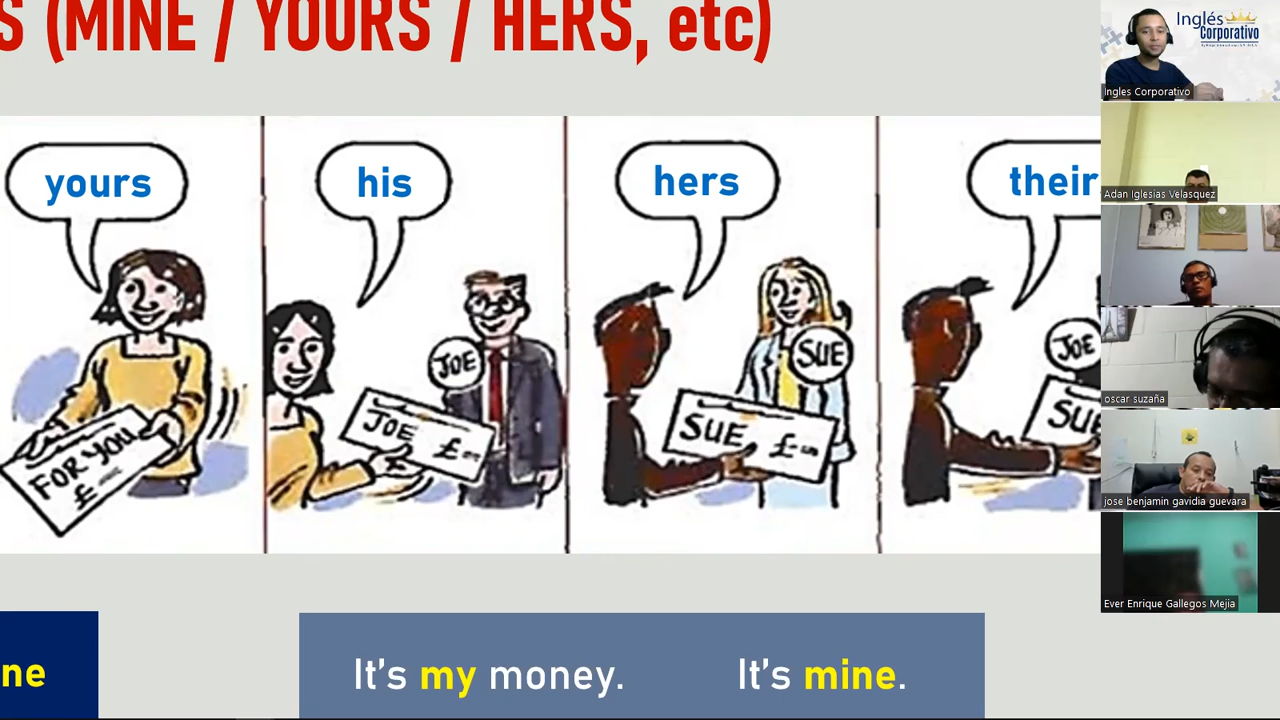 S (MINE / YOURS / HERS, etc)
yours
his
hers
their
FOR YOU
£
JOE
JOE £
SUE
SUE £
JOE
SUE
ne
It's my money. It's mine.
Inglés
Corporativo
Ingles Corporativo
Adan Iglesias Velasquez
oscar suzaña
jose benjamin gavidia guevara
Ever Enrique Gallegos Mejia